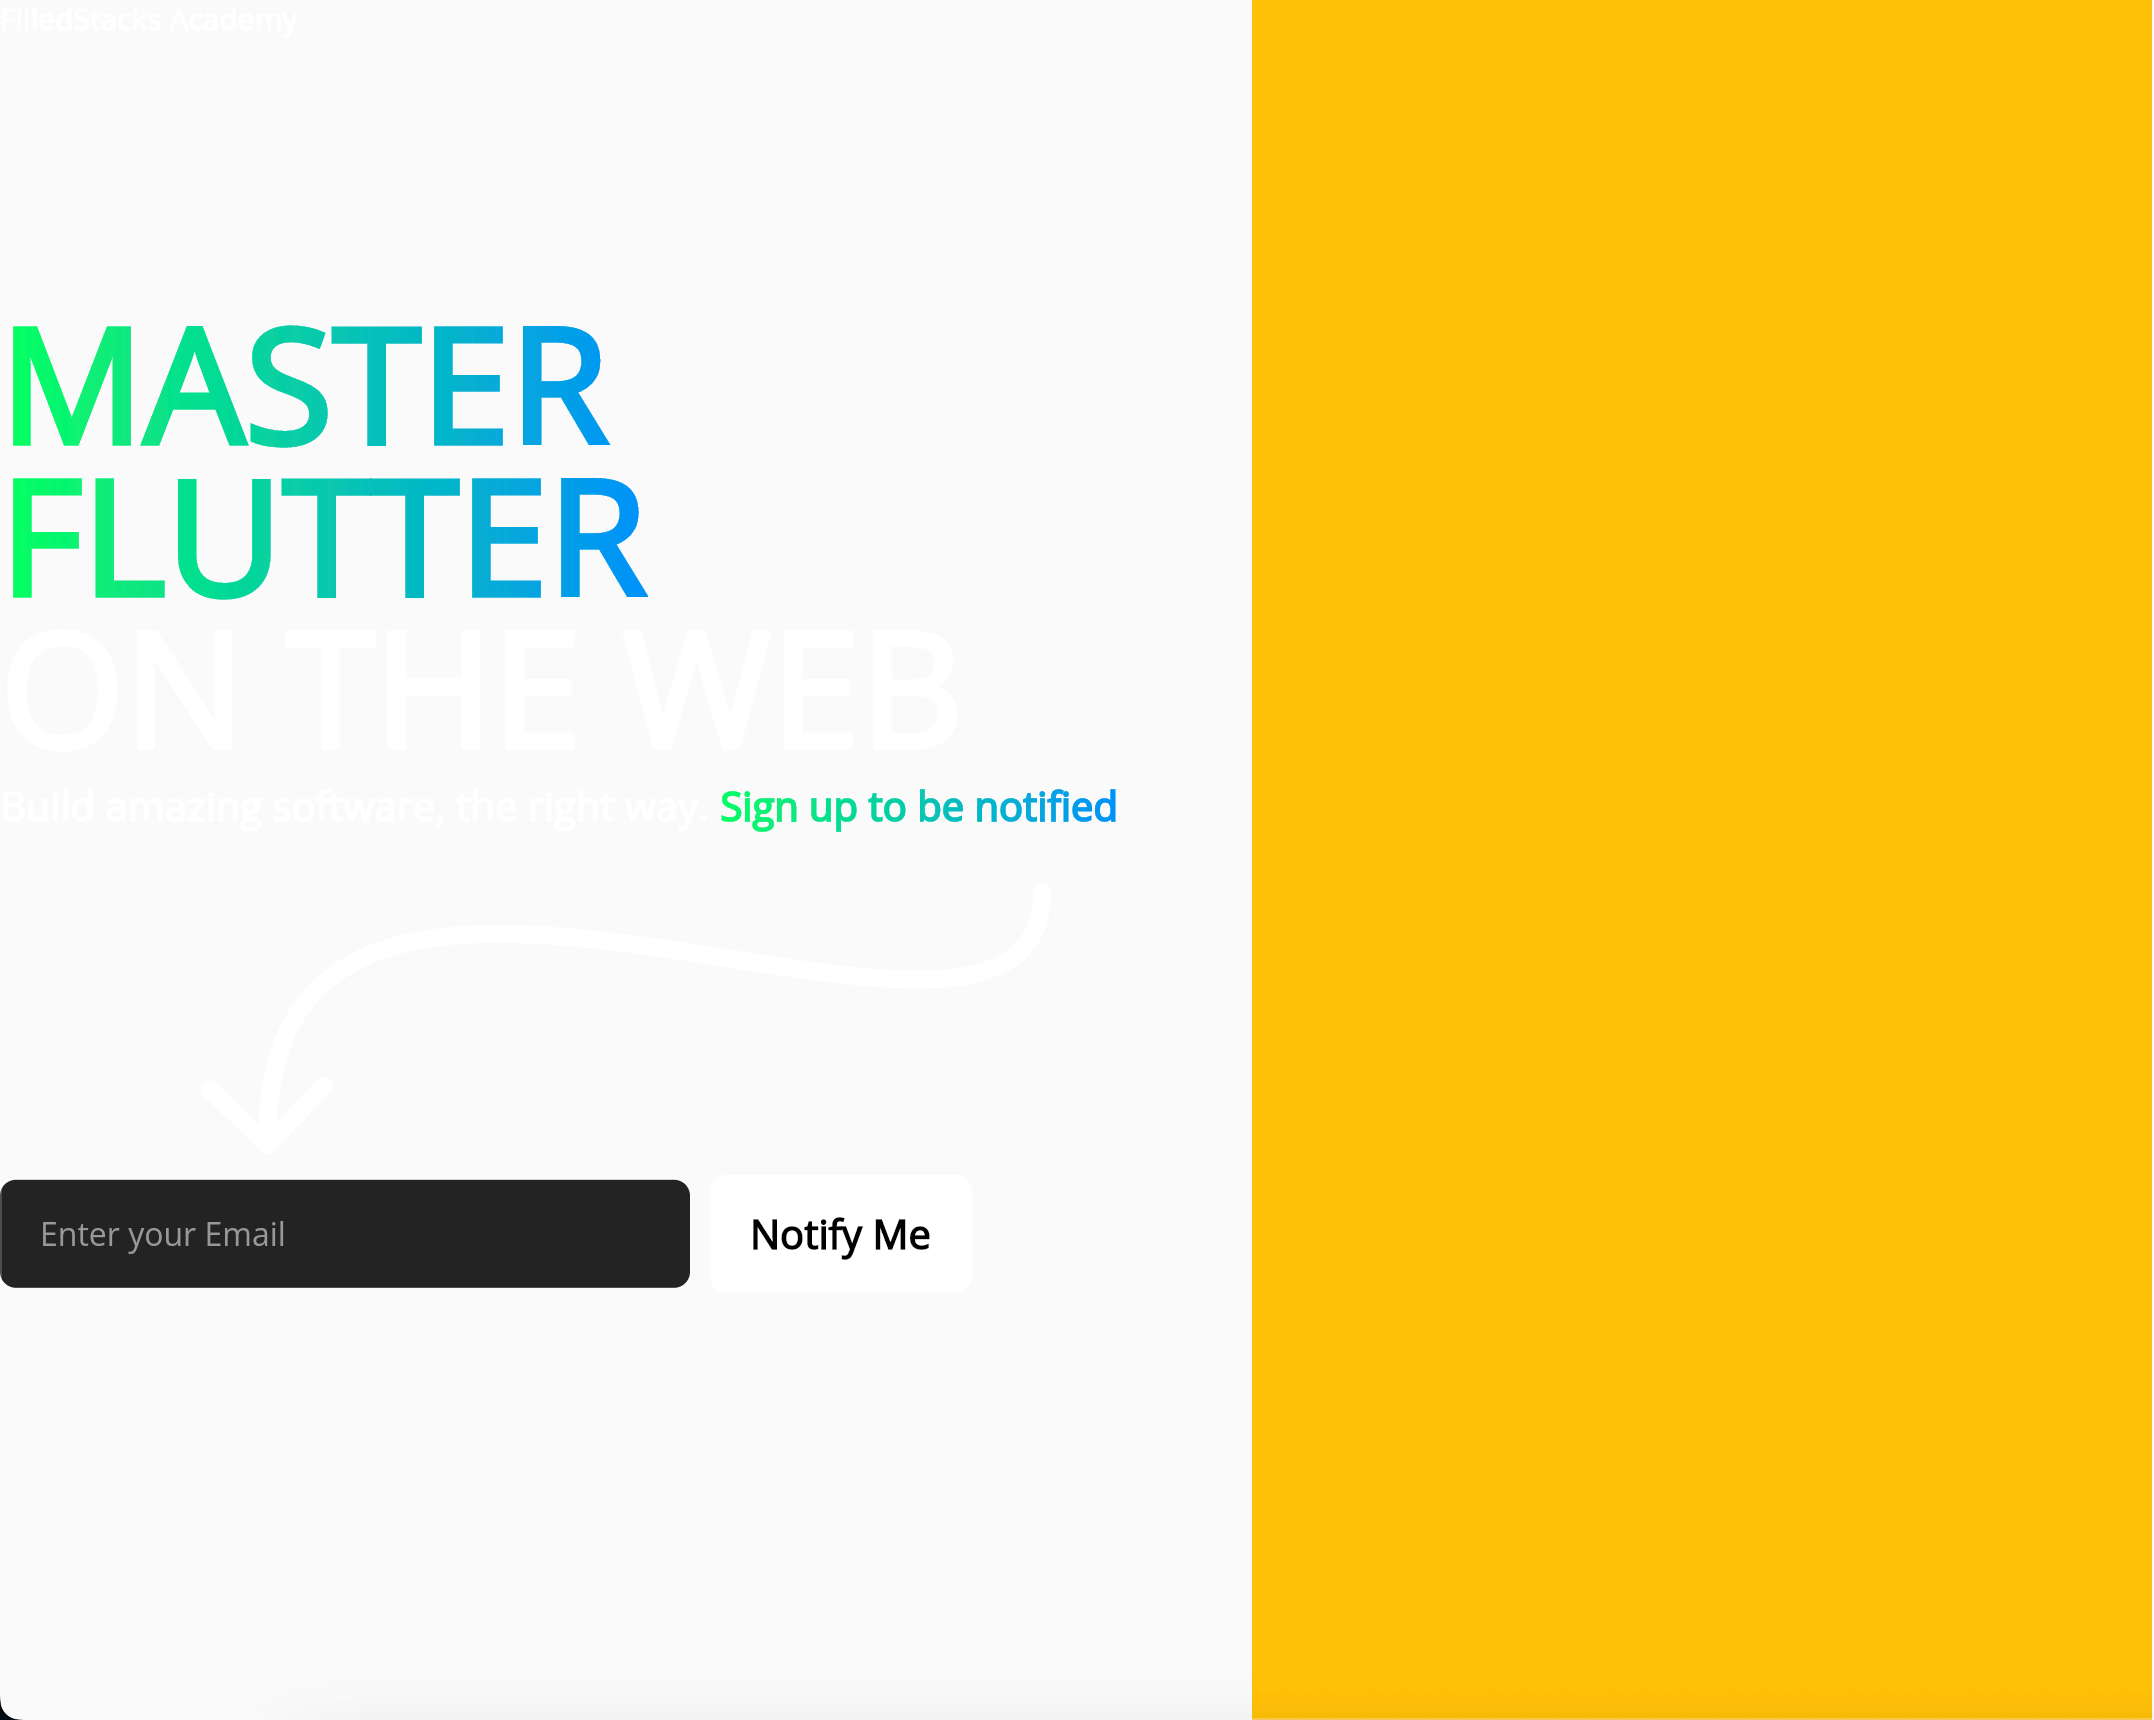 FilledStacks Academy
MASTER
FLUTTER
ON THE WEB
Build amazing software, the right way. Sign up to be notified
Enter your Email
Notify Me